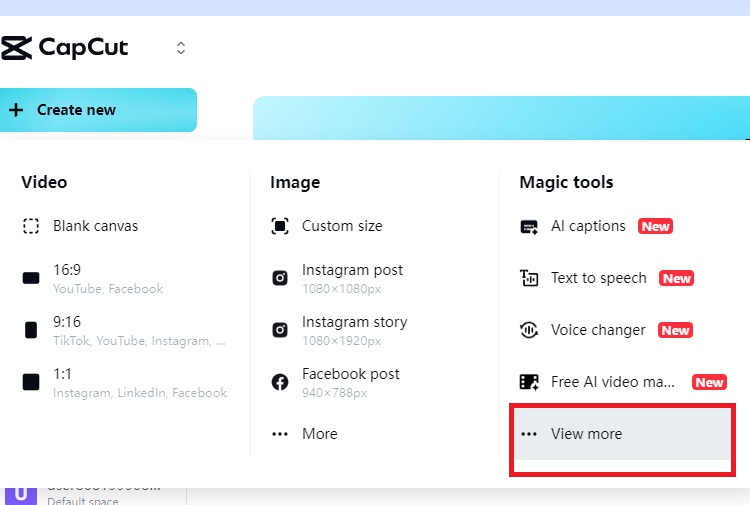 CapCut
Create new
Video
Blank canvas
16:9
YouTube, Facebook
9:16
TikTok, YouTube, Instagram, ...
1:1
Instagram, LinkedIn, Facebook
Image
Custom size
Instagram post
1080×1080px
Instagram story
1080×1920px
Facebook post
940×788px
More
Magic tools
AI captions New
Text to speech New
Voice changer New
Free AI video ma... New
View more
U
Default space